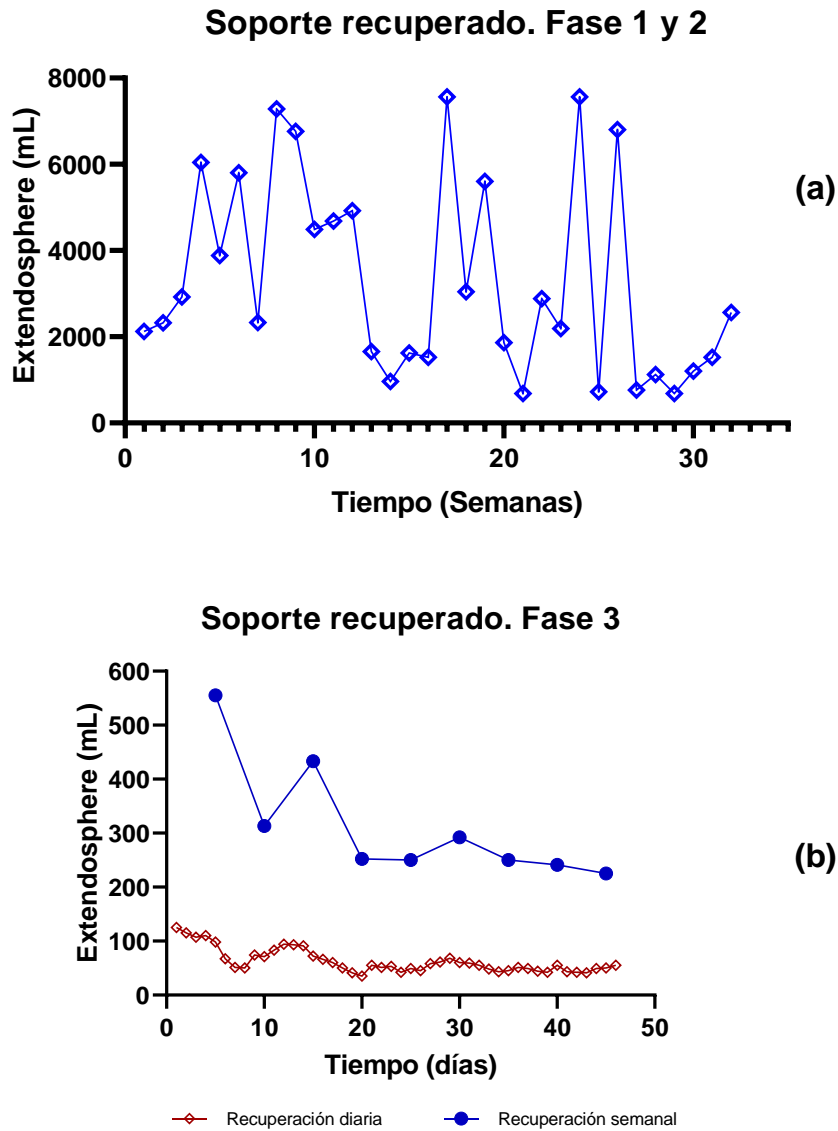 Soporte recuperado. Fase 1 y 2
8000
6000
4000
2000
0
Extendosphere (mL)
0 10 20 30
Tiempo (Semanas)
(a)
Soporte recuperado. Fase 3
600
500
400
300
200
100
0
Extendosphere (mL)
0 10 20 30 40 50
Tiempo (días)
(b)
Recuperación diaria Recuperación semanal